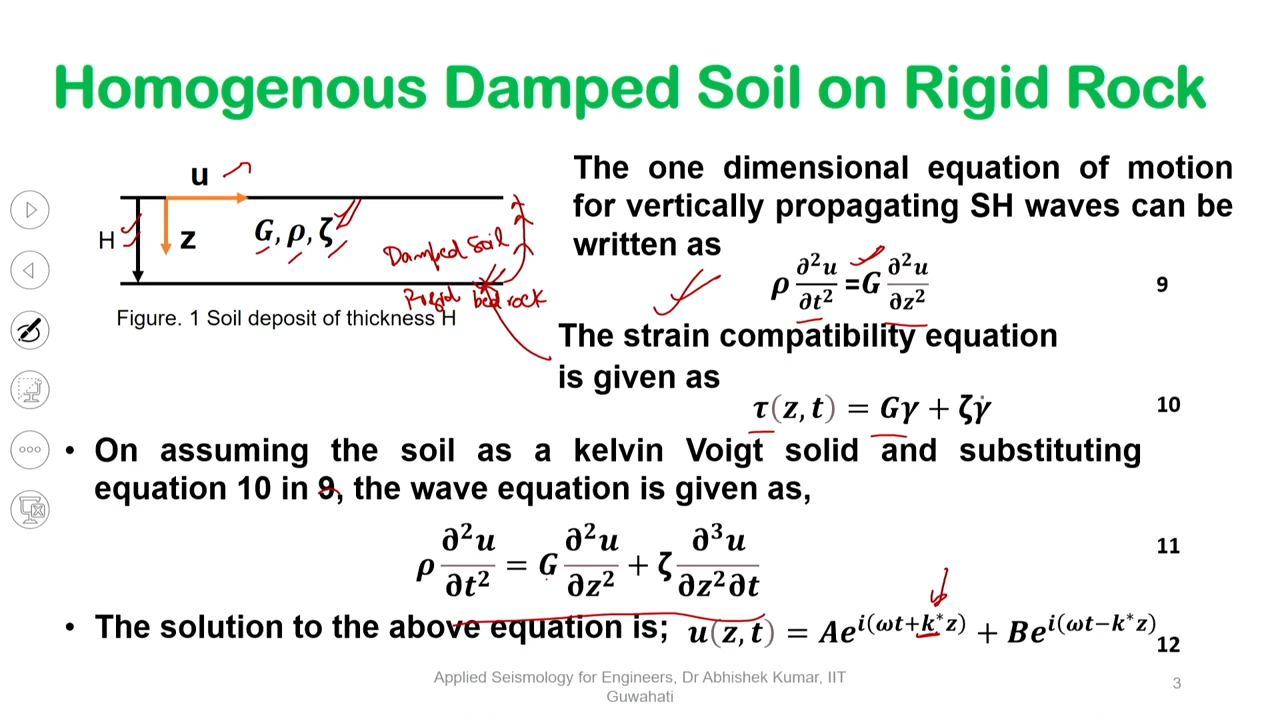 Homogenous Damped Soil on Rigid Rock
u
H
z
G, ρ, ζ
Damped Soil
Rigid bed rock
Figure. 1 Soil deposit of thickness H
The one dimensional equation of motion
for vertically propagating SH waves can be
written as
ρ ∂²u/∂t² =G ∂²u/∂z²
9
The strain compatibility equation
is given as
τ(z, t) = Gγ + ζγ̇
10
• On assuming the soil as a kelvin Voigt solid and substituting
equation 10 in 9, the wave equation is given as,
ρ ∂²u/∂t² = G ∂²u/∂z² + ζ ∂³u/∂z²∂t
11
• The solution to the above equation is; u(z, t) = Ae^{i(ωt+k*z)} + Be^{i(ωt−k*z)}
12
Applied Seismology for Engineers, Dr Abhishek Kumar, IIT
Guwahati
3